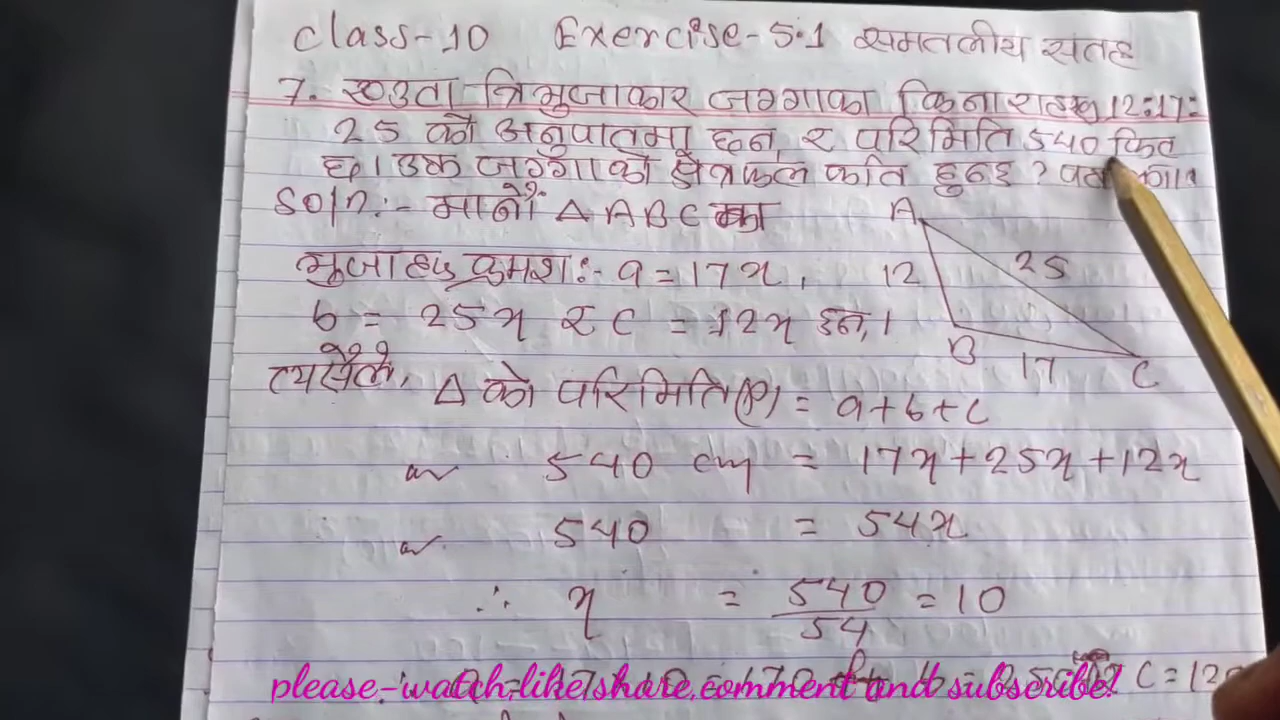 Class-10 Exercise-5.1 समतलीय सतह
7. एउटा त्रिभुजाकार जग्गाका किनाराहरू 12:17:
25 को अनुपातमा छन् र परिमिति 540 मिटर
छ। उक्त जग्गाको क्षेत्रफल कति हुन्छ?
Soln:- मानौं Δ ABC का
A
भुजाहरू क्रमशः- a = 17x,
12
25
b = 25x र c = 12x छन्।
B
17
C
त्यसैले, Δ को परिमिति(P) = a+b+c
or 540 cm = 17x+25x+12x
or 540 = 54x
∴ x = 540/54 = 10
please-watch,like,share,comment and subscribe!